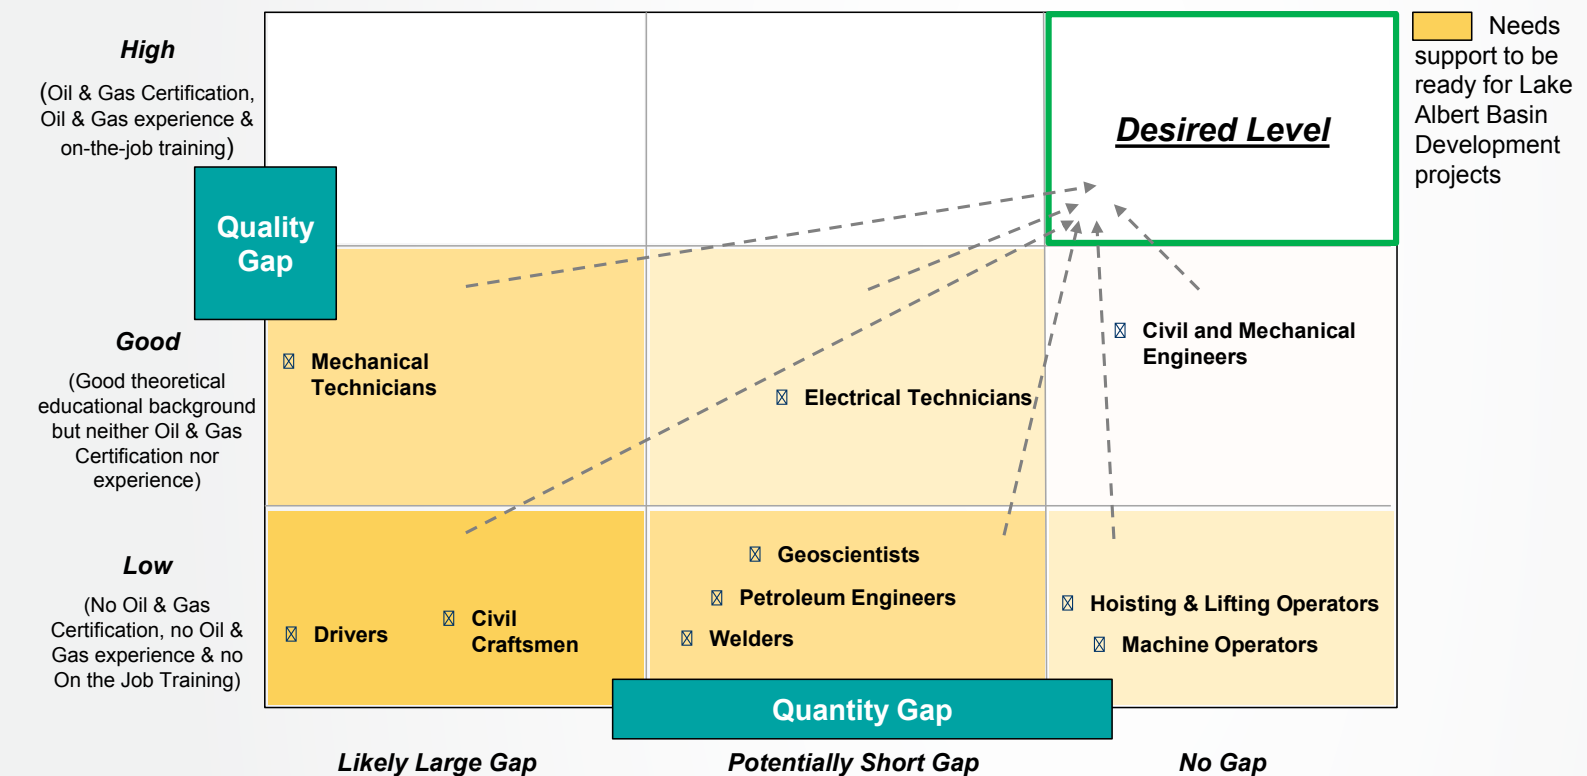 High
(Oil & Gas Certification,
Oil & Gas experience &
on-the-job training)
Quality
Gap
Good
(Good theoretical
educational background
but neither Oil & Gas
Certification nor
experience)
Low
(No Oil & Gas
Certification, no Oil &
Gas experience & no
On the Job Training)
Desired Level
Needs
support to be
ready for Lake
Albert Basin
Development
projects
Mechanical
Technicians
Electrical Technicians
Civil and Mechanical
Engineers
Drivers
Civil
Craftsmen
Geoscientists
Petroleum Engineers
Welders
Hoisting & Lifting Operators
Machine Operators
Quantity Gap
Likely Large Gap
Potentially Short Gap
No Gap